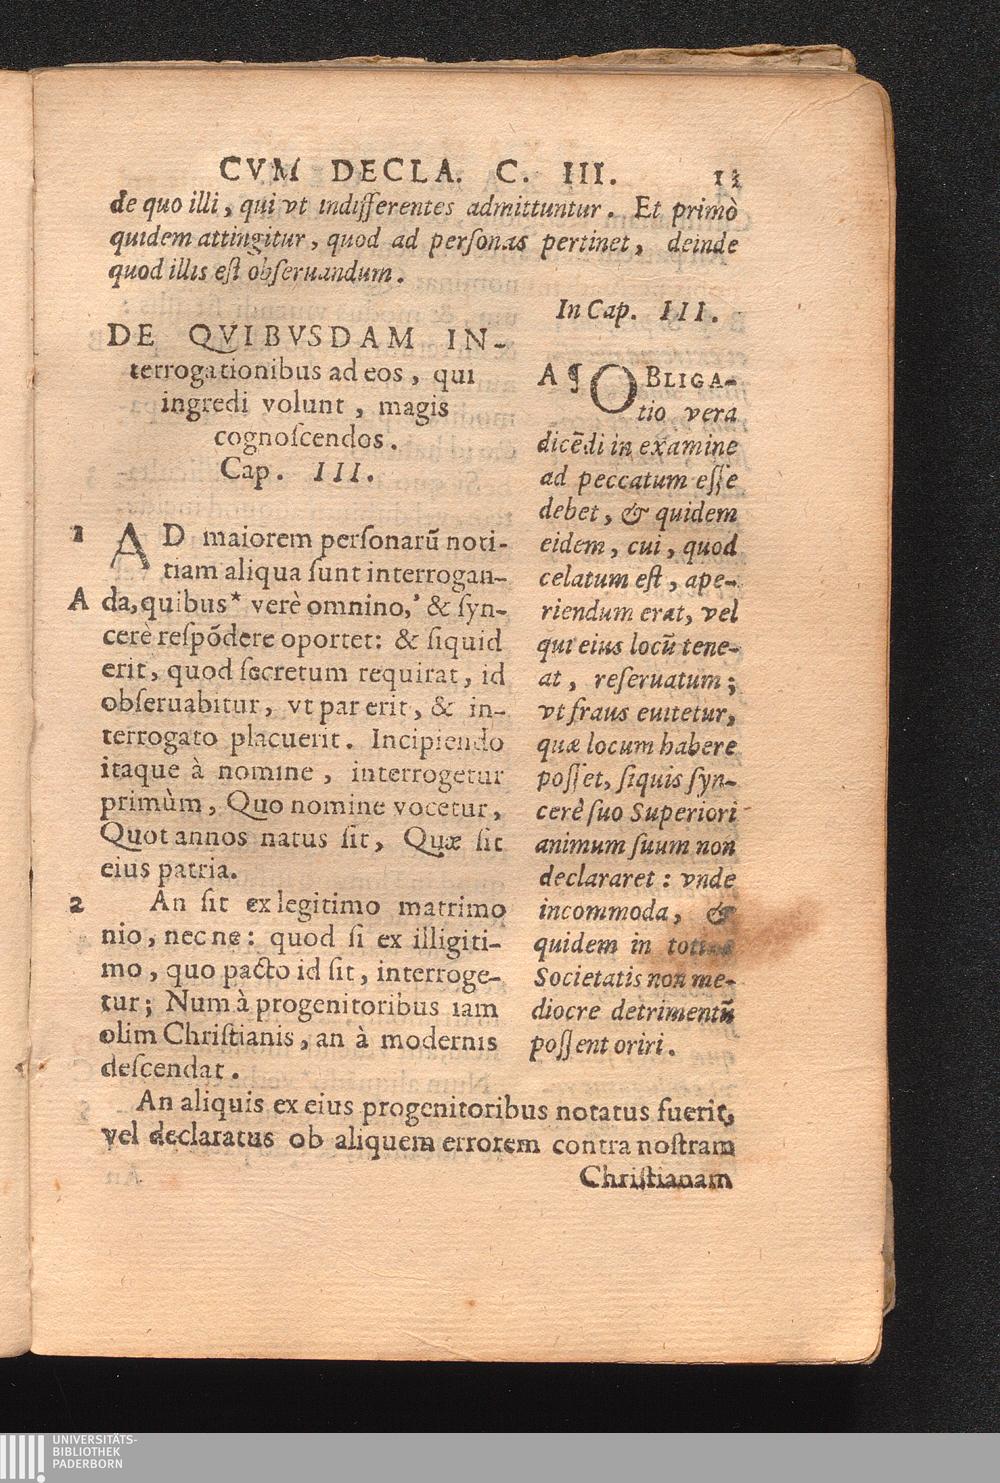 CVM DECLA. C. III. 13
de quo illi, qui vt indifferentes admittuntur. Et primò
quidem attingitur, quod ad perſonas pertinet, deinde
quod illis eſt obſeruandum.
DE QVIBVSDAM IN-
terrogationibus ad eos, qui
ingredi volunt, magis
cognoſcendos.
Cap. III.
1 AD maiorem perſonarū noti-
tiam aliqua ſunt interrogan-
A da, quibus* verè omnino, & ſyn-
cerè reſpōdere oportet: & ſiquid
erit, quod ſecretum requirat, id
obſeruabitur, vt par erit, & in-
terrogato placuerit. Incipiendo
itaque à nomine, interrogetur
primùm, Quo nomine vocetur,
Quot annos natus ſit, Quæ ſit
eius patria.
2 An ſit ex legitimo matrimo
nio, nec ne: quod ſi ex illigiti-
mo, quo pacto id ſit, interroge-
tur; Num à progenitoribus iam
olim Chriſtianis, an à modernis
deſcendat.
In Cap. III.
A ¶ OBLIGA-
tio vera
dicēdi in examine
ad peccatum eſſe
debet, & quidem
eidem, cui, quod
celatum eſt, ape-
riendum erat, vel
qui eius locū tene-
at, reſeruatum;
vt fraus euitetur,
quæ locum habere
poſſet, ſiquis ſyn-
cerè ſuo Superiori
animum ſuum non
declararet: vnde
incommoda, &
quidem in totius
Societatis non me-
diocre detrimentū
poſſent oriri.
An aliquis ex eius progenitoribus notatus fuerit,
vel declaratus ob aliquem errorem contra noſtram
Chriſtianam
UNIVERSITÄTS-
BIBLIOTHEK
PADERBORN